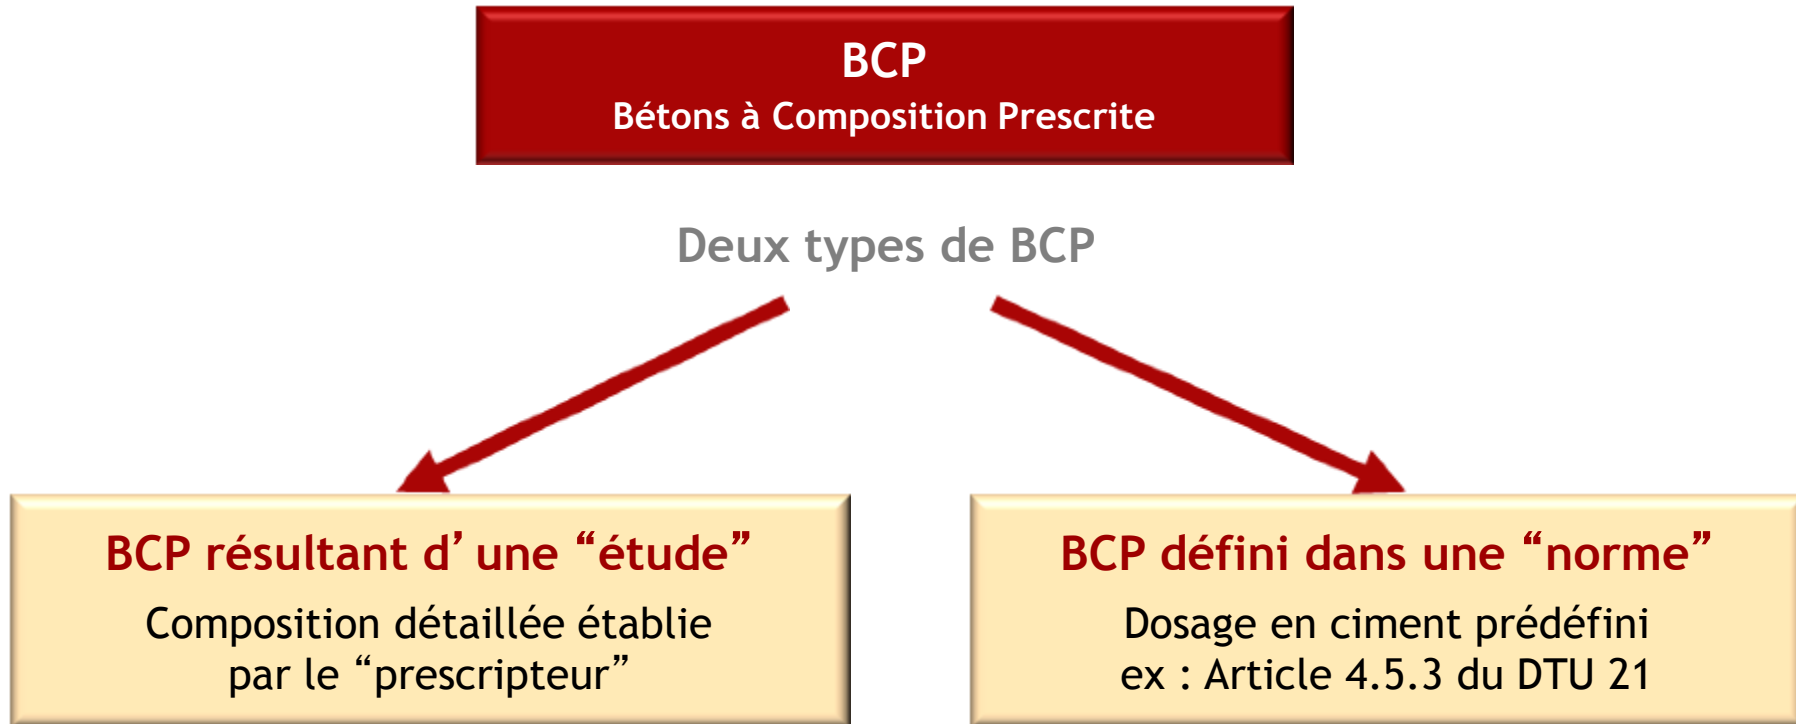 BCP
Bétons à Composition Prescrite
Deux types de BCP
BCP résultant d’ une “étude”
Composition détaillée établie
par le “prescripteur”
BCP défini dans une “norme”
Dosage en ciment prédéfini
ex : Article 4.5.3 du DTU 21